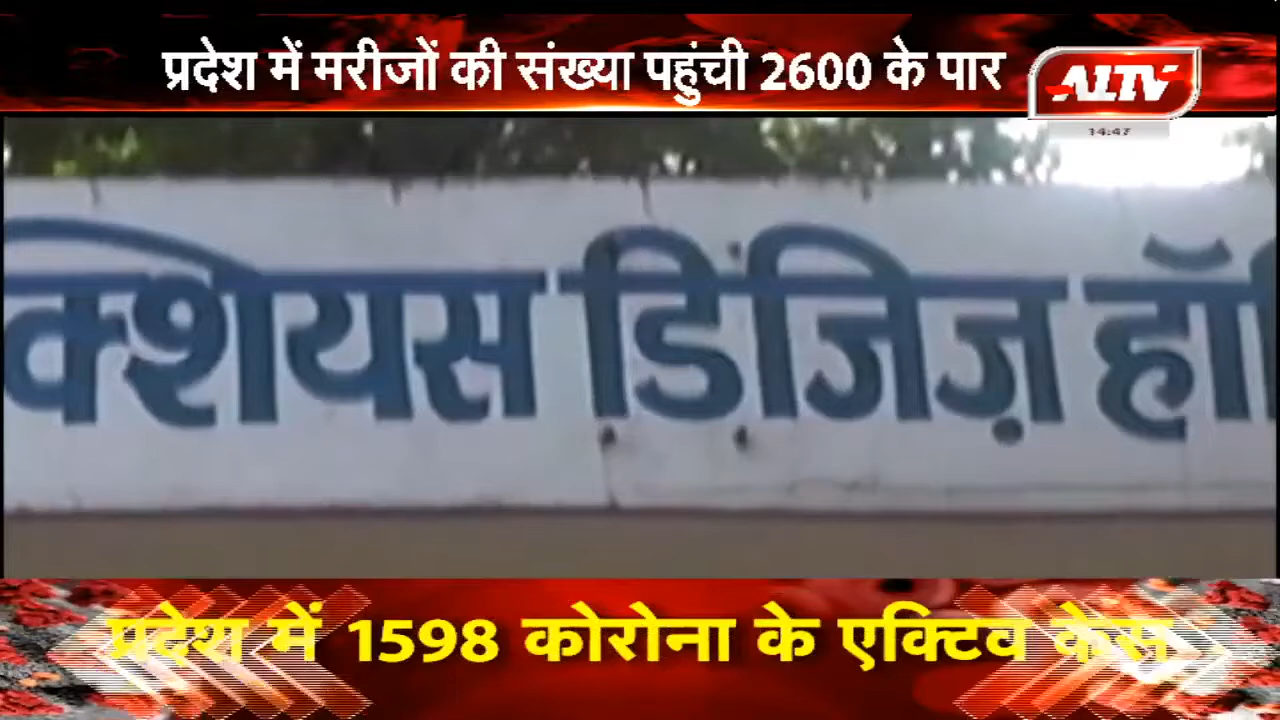 प्रदेश में मरीजों की संख्या पहुंची 2600 के पार
ALTV
14:47
क्शियस डिज़िज़ हॉ
प्रदेश में 1598 कोरोना के एक्टिव केस